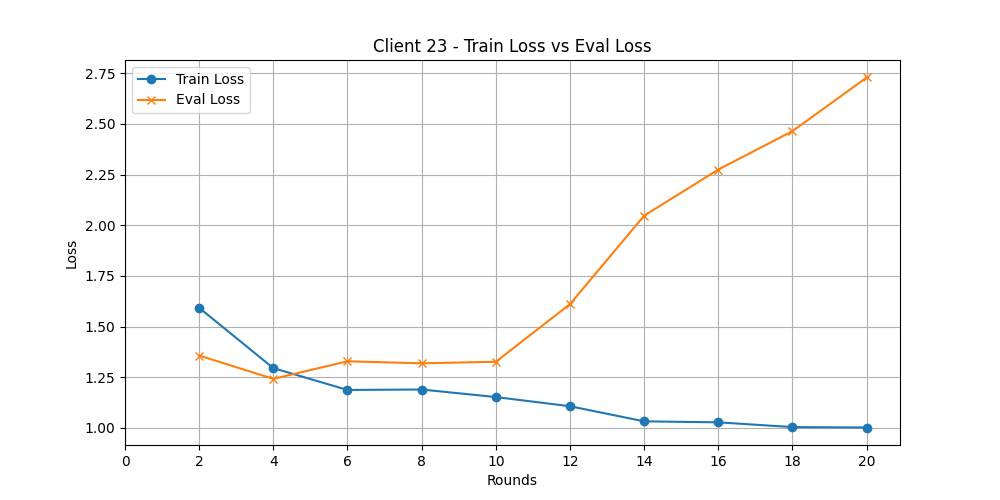 Client 23 - Train Loss vs Eval Loss
Train Loss
Eval Loss
2.75
2.50
2.25
2.00
1.75
1.50
1.25
1.00
Loss
0 2 4 6 8 10 12 14 16 18 20
Rounds